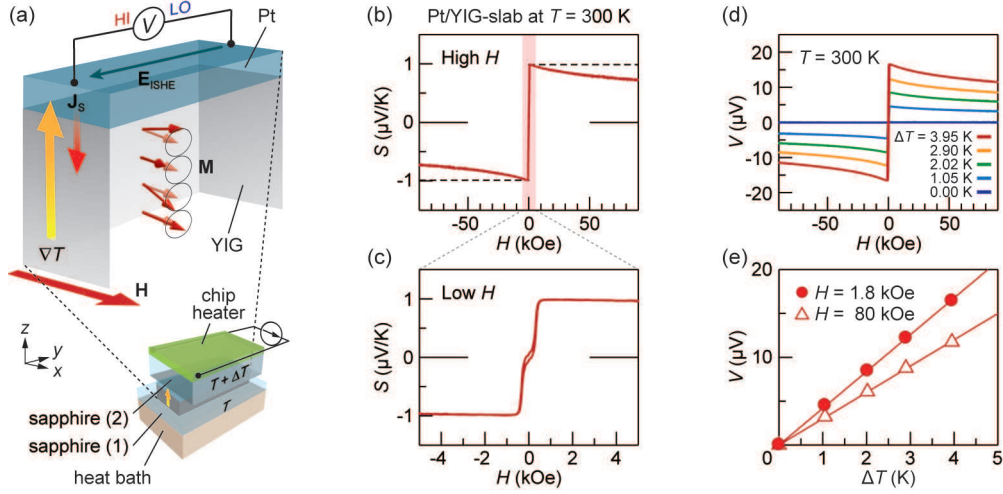 (a)
HI
V
LO
Pt
E_ISHE
J_S
M
YIG
∇T
H
z
y
x
chip
heater
T + ΔT
T
sapphire (2)
sapphire (1)
heat bath
(b) Pt/YIG-slab at T = 300 K
High H
S (μV/K)
1
0
-1
-50 0 50
H (kOe)
(c)
Low H
S (μV/K)
1
0
-1
-4 -2 0 2 4
H (kOe)
(d)
T = 300 K
V (μV)
20
10
0
-10
-20
ΔT = 3.95 K
2.90 K
2.02 K
1.05 K
0.00 K
-50 0 50
H (kOe)
(e)
H = 1.8 kOe
H = 80 kOe
V (μV)
20
10
0
0 1 2 3 4 5
ΔT (K)